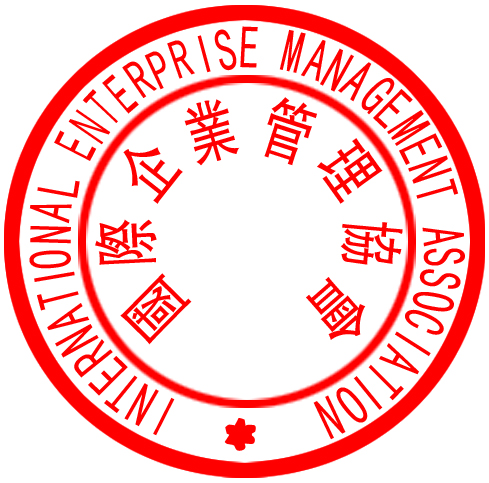 INTERNATIONAL ENTERPRISE MANAGEMENT ASSOCIATION
國際企業管理協會